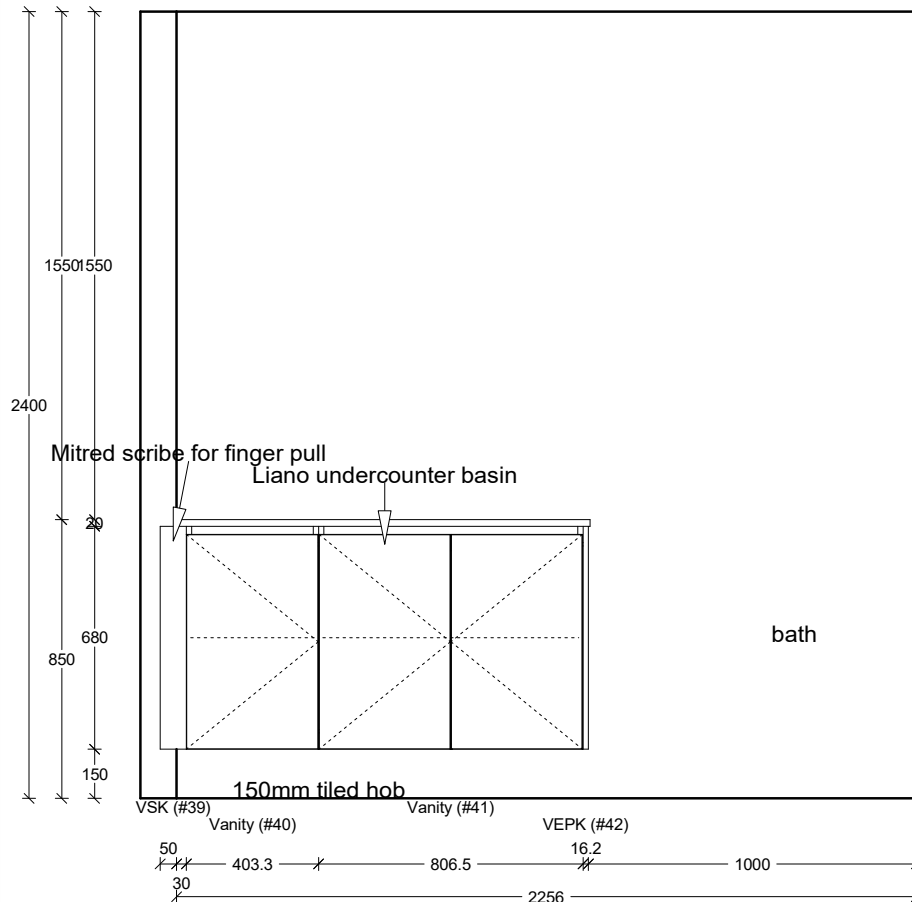 1550
1550
2400
Mitred scribe for finger pull
Liano undercounter basin
20
680
bath
850
150
150mm tiled hob
VSK (#39)
Vanity (#41)
Vanity (#40)
VEPK (#42)
50
403.3
806.5
16.2
1000
30
2256